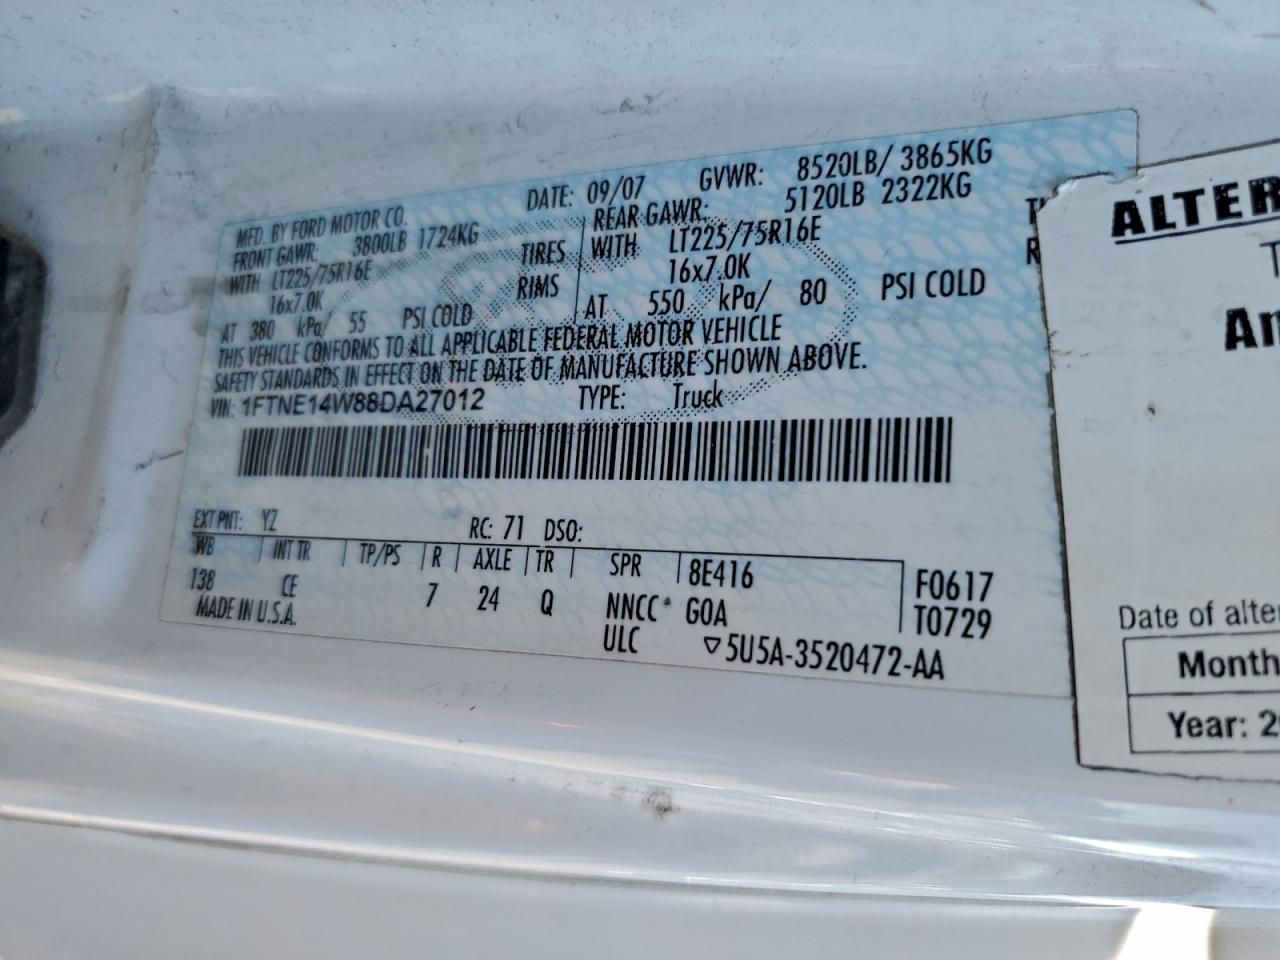 MFD. BY FORD MOTOR CO.
DATE: 09/07 GVWR: 8520LB/ 3865KG
FRONT GAWR: 3800LB 1724KG
REAR GAWR: 5120LB 2322KG
WITH LT225/75R16E TIRES
WITH LT225/75R16E
16x7.0K RIMS
16x7.0K
AT 380 kPa/ 55 PSI COLD
AT 550 kPa/ 80 PSI COLD
THIS VEHICLE CONFORMS TO ALL APPLICABLE FEDERAL MOTOR VEHICLE
SAFETY STANDARDS IN EFFECT ON THE DATE OF MANUFACTURE SHOWN ABOVE.
VIN: 1FTNE14W88DA27012 TYPE: Truck
EXT PNT: YZ RC: 71 DSO:
WB INT TR TP/PS R AXLE TR SPR 8E416 F0617
138 CE 7 24 Q NNCC G0A T0729
MADE IN U.S.A. ULC ▽5U5A-3520472-AA
ALTER
An
Date of alter
Month
Year: 2